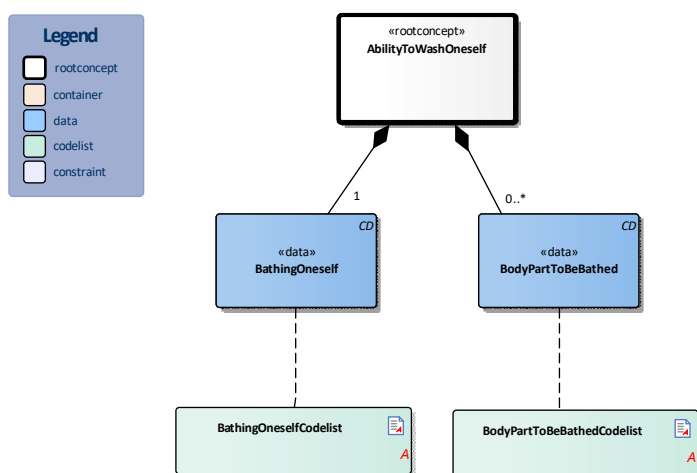 Legend
rootconcept
container
data
codelist
constraint
«rootconcept»
AbilityToWashOneself
1
0..*
CD
«data»
BathingOneself
CD
«data»
BodyPartToBeBathed
BathingOneselfCodelist
A
BodyPartToBeBathedCodelist
A